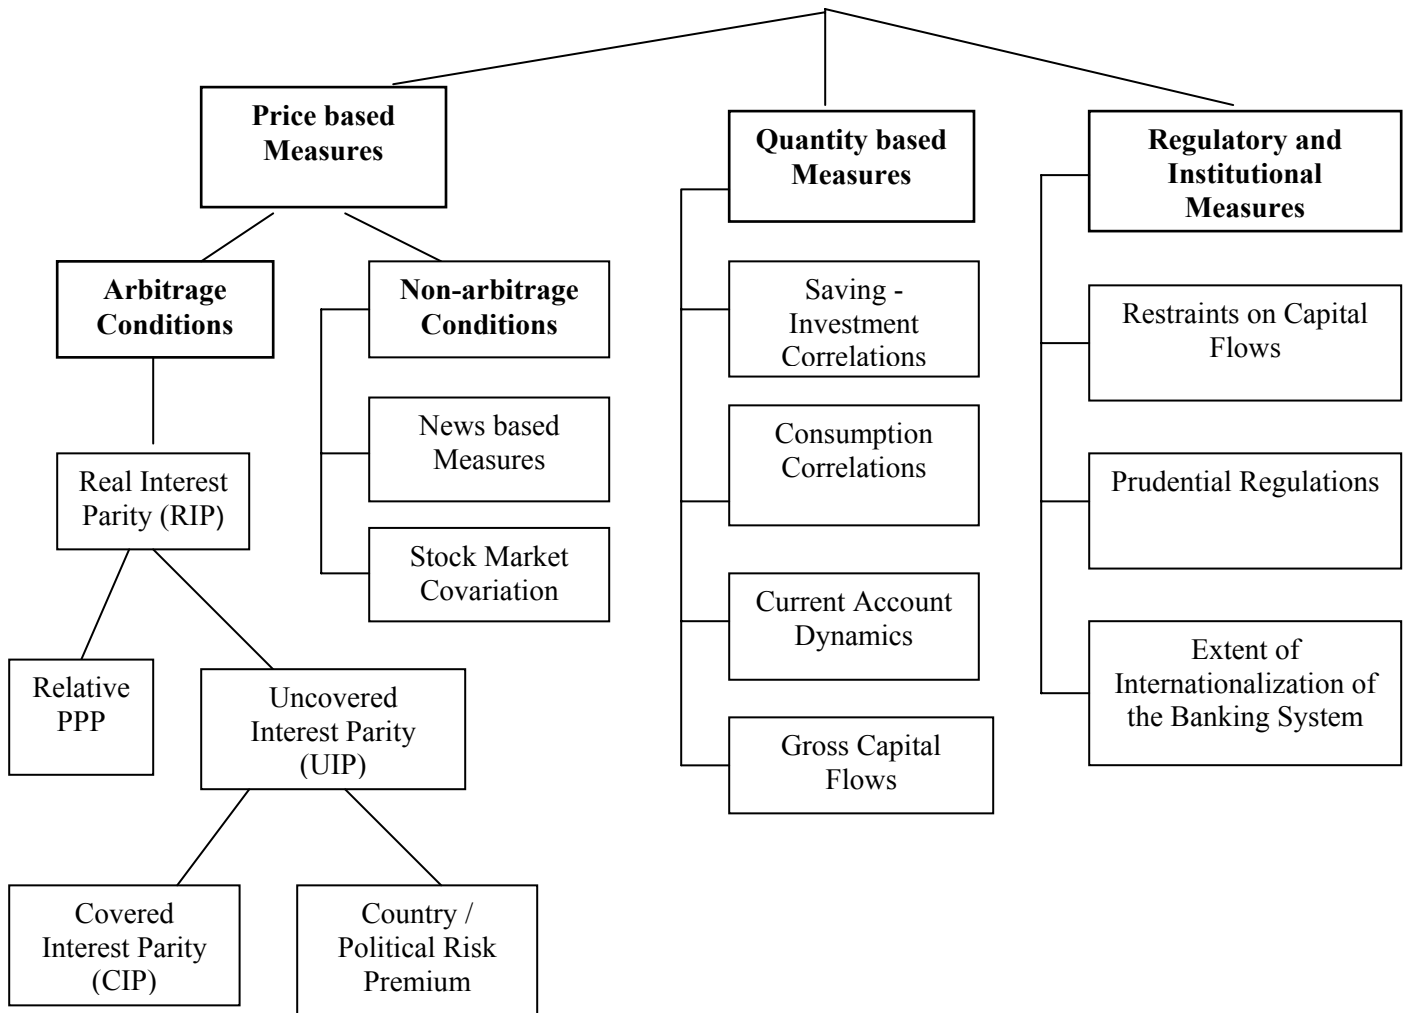 Price based
Measures
Quantity based
Measures
Regulatory and
Institutional
Measures
Arbitrage
Conditions
Non-arbitrage
Conditions
Saving -
Investment
Correlations
Restraints on Capital
Flows
News based
Measures
Consumption
Correlations
Real Interest
Parity (RIP)
Prudential Regulations
Stock Market
Covariation
Current Account
Dynamics
Extent of
Internationalization of
the Banking System
Relative
PPP
Uncovered
Interest Parity
(UIP)
Gross Capital
Flows
Covered
Interest Parity
(CIP)
Country /
Political Risk
Premium